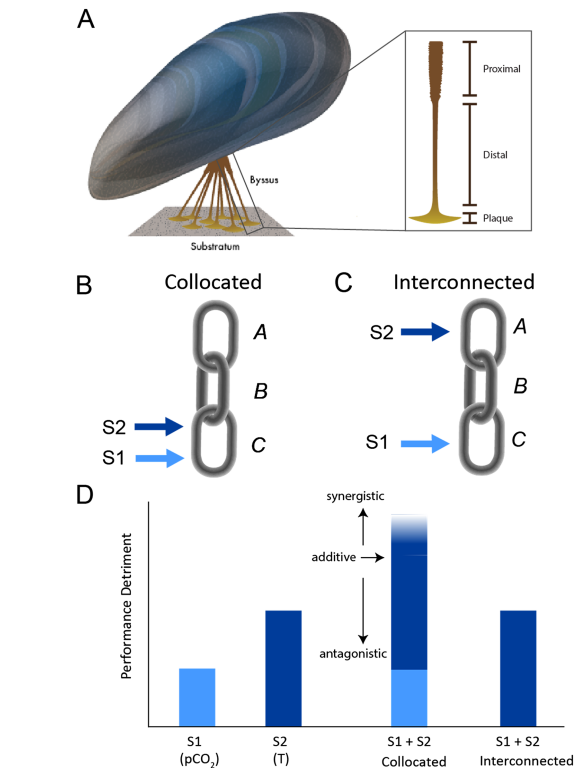 A
Proximal
Distal
Plaque
Byssus
Substratum
B
Collocated
A
B
C
S2
S1
C
Interconnected
S2
A
B
S1
C
D
Performance Detriment
synergistic
additive
antagonistic
S1
(pCO₂)
S2
(T)
S1 + S2
Collocated
S1 + S2
Interconnected